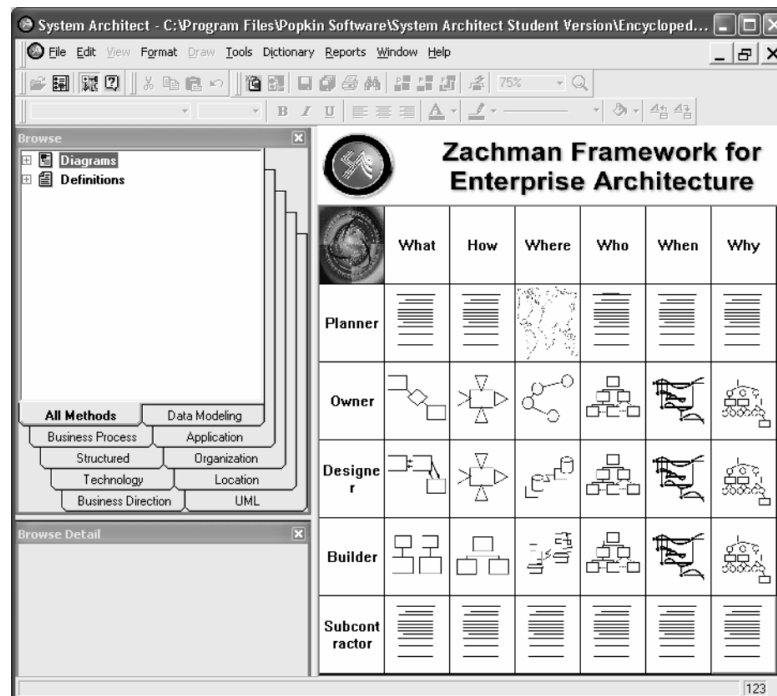 System Architect - C:\Program Files\Popkin Software\System Architect Student Version\Encycloped...
File Edit View Format Draw Tools Dictionary Reports Window Help
75%
B I U A
Browse
Diagrams
Definitions
All Methods Data Modeling
Business Process Application
Structured Organization
Technology Location
Business Direction UML
Browse Detail
Zachman Framework for
Enterprise Architecture
What How Where Who When Why
Planner
Owner
Designe
r
Builder
Subcont
ractor
123